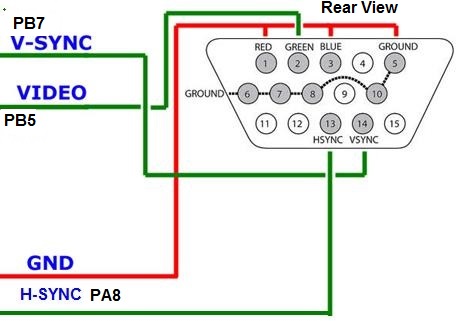 Rear View
PB7
V-SYNC
VIDEO
PB5
RED GREEN BLUE GROUND
1 2 3 4 5
GROUND 6 7 8 9 10
11 12 13 14 15
HSYNC VSYNC
GND
H-SYNC PA8